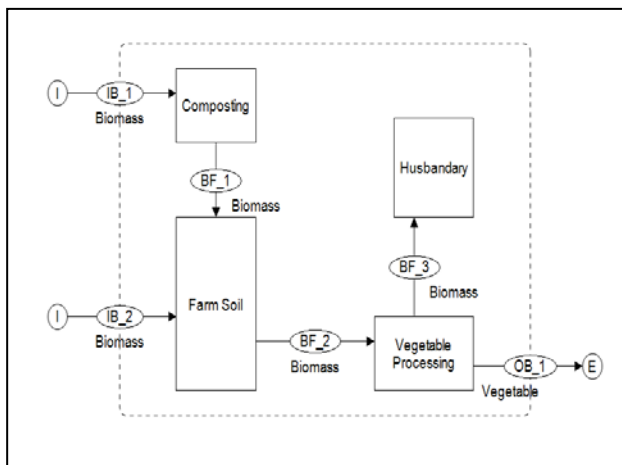 I
IB_1
Biomass
Composting
BF_1
Biomass
Husbandary
I
IB_2
Biomass
Farm Soil
BF_2
Biomass
BF_3
Biomass
Vegetable
Processing
OB_1
Vegetable
E